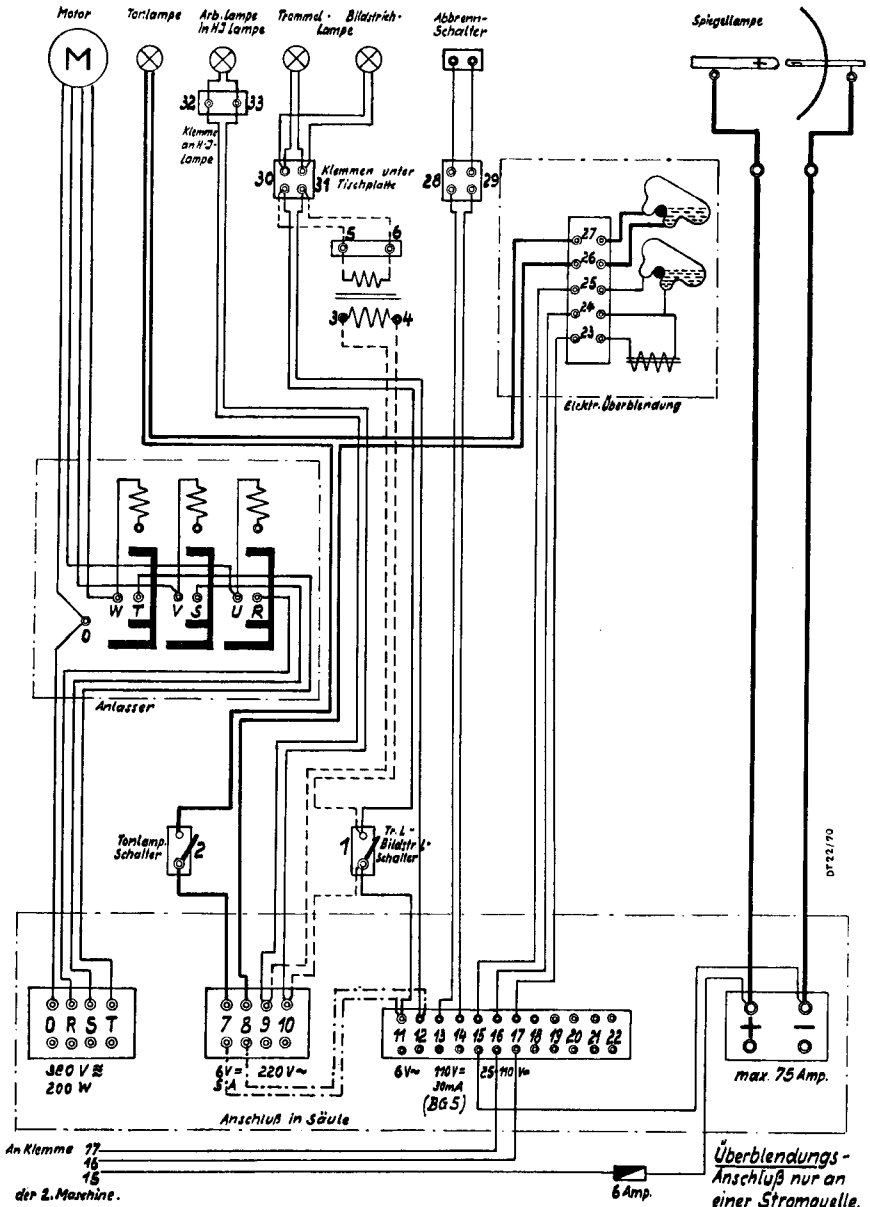 Motor
Tonlampe
Arb. Lampe
in HJ Lampe
Trommel- Bildstrich-
Lampe
Abbrenn-
Schalter
Spiegellampe
M
+
-
32 33
Klemme
an H-J-
Lampe
30 31
Klemmen unter
Tischplatte
28 29
5 6
3 4
27
26
25
24
23
Elektr. Überblendung
W T V S U R
0
Anlasser
Tonlamp.
Schalter
2
1
Tr. L-
Bildstr. L-
Schalter
DT 22/70
0 R S T
380 V ≅
200 W
7 8 9 10
6V=
5 A
220 V~
11 12 13 14 15 16 17 18 19 20 21 22
6V~
110V=
30mA
(BG5)
25-110 V=
+ -
max. 75 Amp.
Anschluß in Säule
An Klemme 17
16
15
der 2. Maschine.
6 Amp.
Überblendungs-
Anschluß nur an
einer Stromquelle.